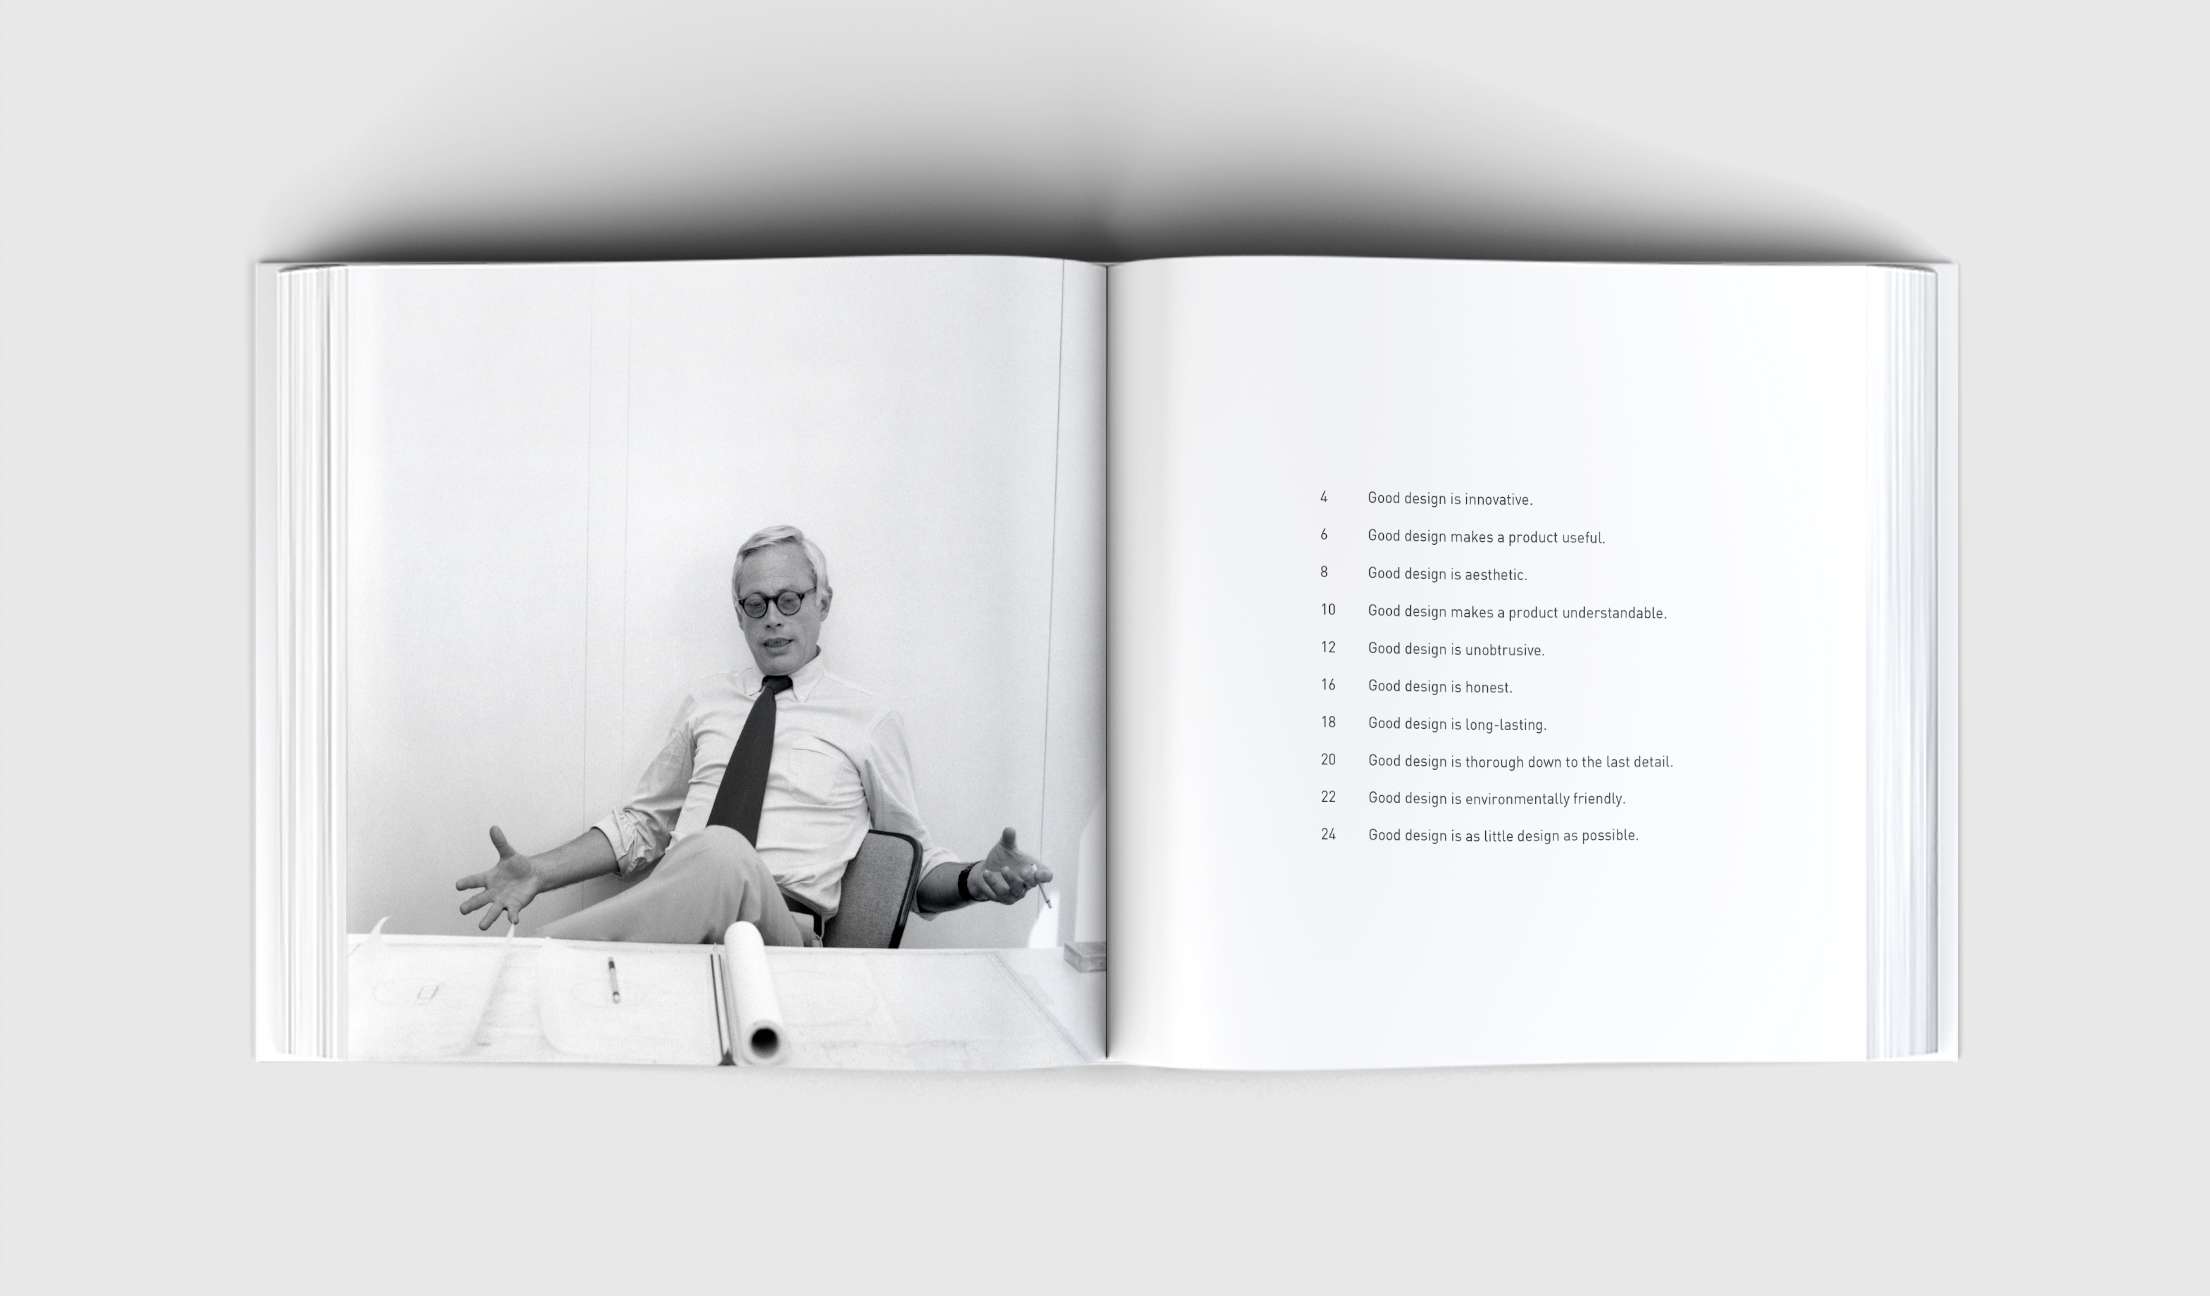 4 Good design is innovative.
6 Good design makes a product useful.
8 Good design is aesthetic.
10 Good design makes a product understandable.
12 Good design is unobtrusive.
16 Good design is honest.
18 Good design is long-lasting.
20 Good design is thorough down to the last detail.
22 Good design is environmentally friendly.
24 Good design is as little design as possible.